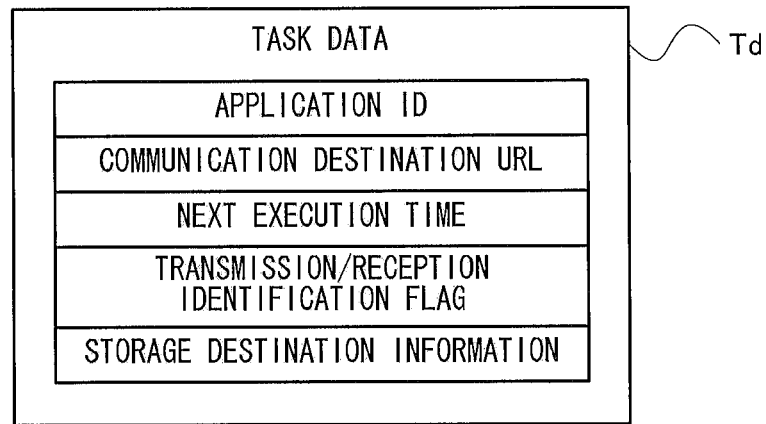 TASK DATA
Td
APPLICATION ID
COMMUNICATION DESTINATION URL
NEXT EXECUTION TIME
TRANSMISSION/RECEPTION
IDENTIFICATION FLAG
STORAGE DESTINATION INFORMATION